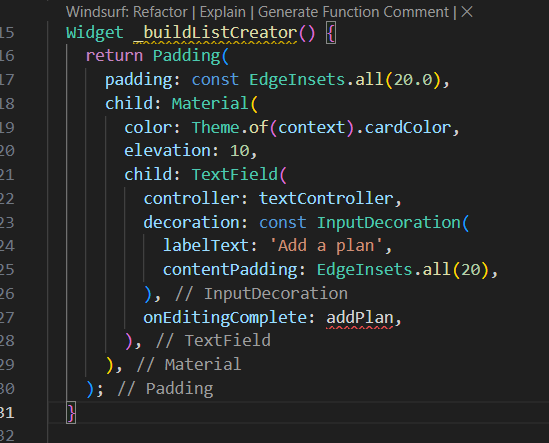 Windsurf: Refactor | Explain | Generate Function Comment | ×
15 Widget _buildListCreator() {
16   return Padding(
17     padding: const EdgeInsets.all(20.0),
18     child: Material(
19       color: Theme.of(context).cardColor,
20       elevation: 10,
21       child: TextField(
22         controller: textController,
23         decoration: const InputDecoration(
24           labelText: 'Add a plan',
25           contentPadding: EdgeInsets.all(20),
26         ), // InputDecoration
27         onEditingComplete: addPlan,
28       ), // TextField
29     ), // Material
30   ); // Padding
31 }
32